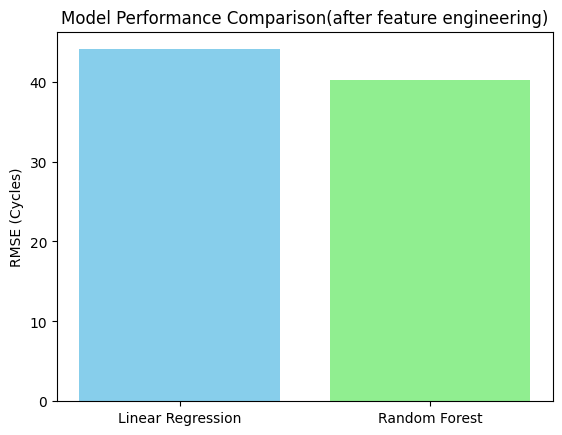 Model Performance Comparison(after feature engineering)
RMSE (Cycles)
40
30
20
10
0
Linear Regression
Random Forest